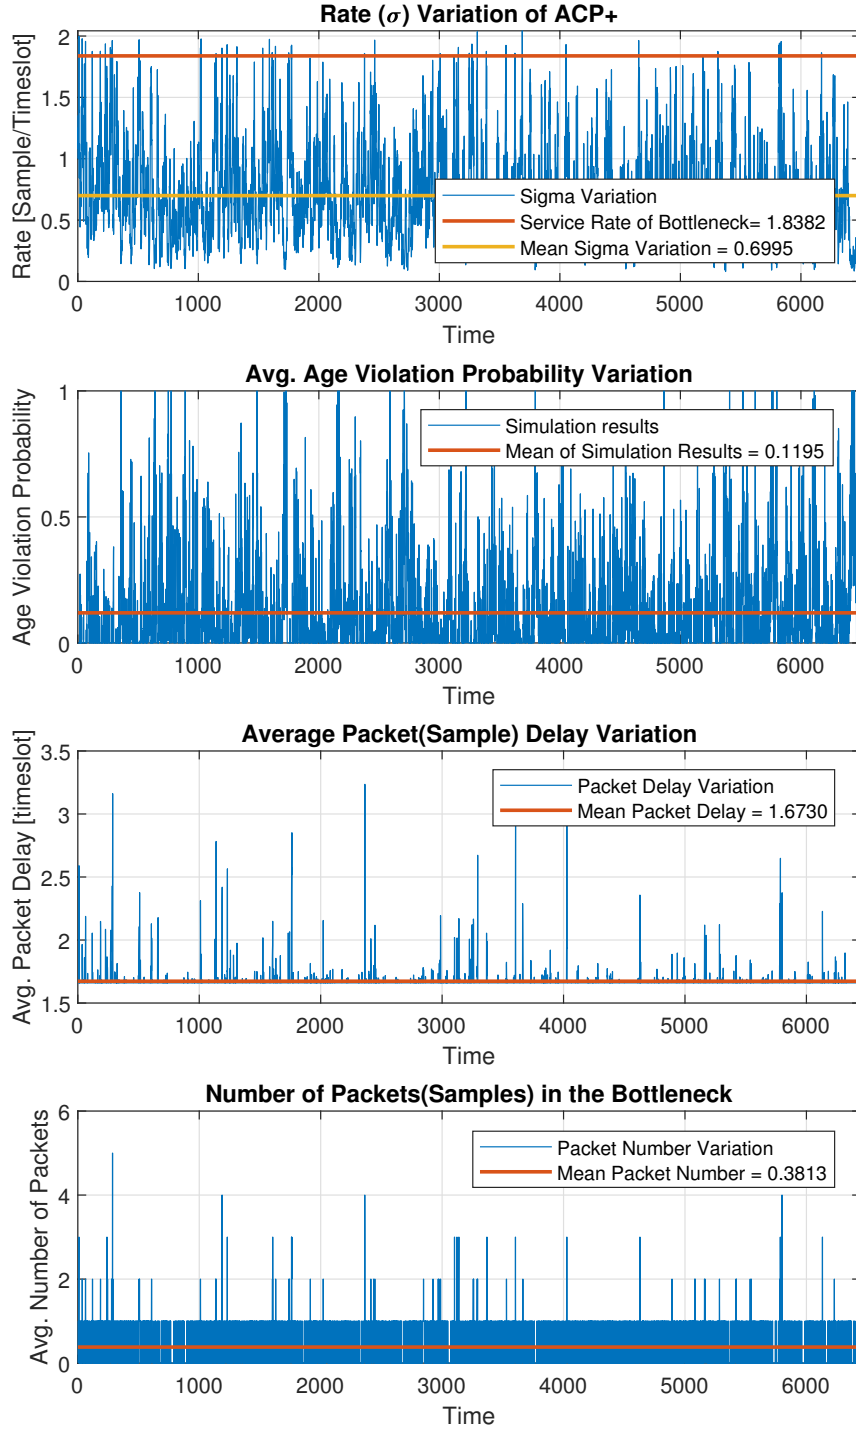 Rate (σ) Variation of ACP+
Rate [Sample/Timeslot]
2
1.5
1
0.5
0
Sigma Variation
Service Rate of Bottleneck= 1.8382
Mean Sigma Variation = 0.6995
0 1000 2000 3000 4000 5000 6000
Time
Avg. Age Violation Probability Variation
Age Violation Probability
1
0.5
0
Simulation results
Mean of Simulation Results = 0.1195
0 1000 2000 3000 4000 5000 6000
Time
Average Packet(Sample) Delay Variation
Avg. Packet Delay [timeslot]
3.5
3
2.5
2
1.5
Packet Delay Variation
Mean Packet Delay = 1.6730
0 1000 2000 3000 4000 5000 6000
Time
Number of Packets(Samples) in the Bottleneck
Avg. Number of Packets
6
4
2
0
Packet Number Variation
Mean Packet Number = 0.3813
0 1000 2000 3000 4000 5000 6000
Time